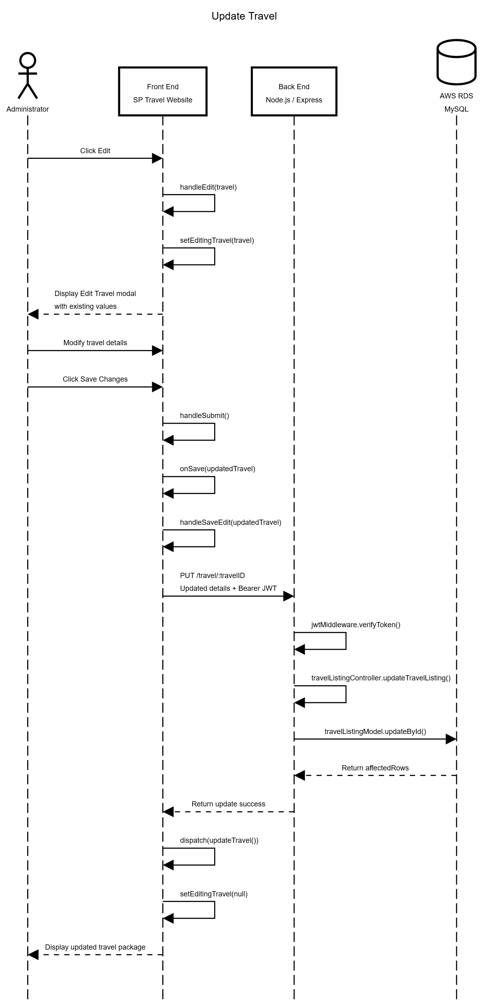 Update Travel
Administrator
Front End
SP Travel Website
Back End
Node.js / Express
AWS RDS
MySQL
Click Edit
handleEdit(travel)
setEditingTravel(travel)
Display Edit Travel modal
with existing values
Modify travel details
Click Save Changes
handleSubmit()
onSave(updatedTravel)
handleSaveEdit(updatedTravel)
PUT /travel/:travelID
Updated details + Bearer JWT
jwtMiddleware.verifyToken()
travelListingController.updateTravelListing()
travelListingModel.updateById()
Return affectedRows
Return update success
dispatch(updateTravel())
setEditingTravel(null)
Display updated travel package